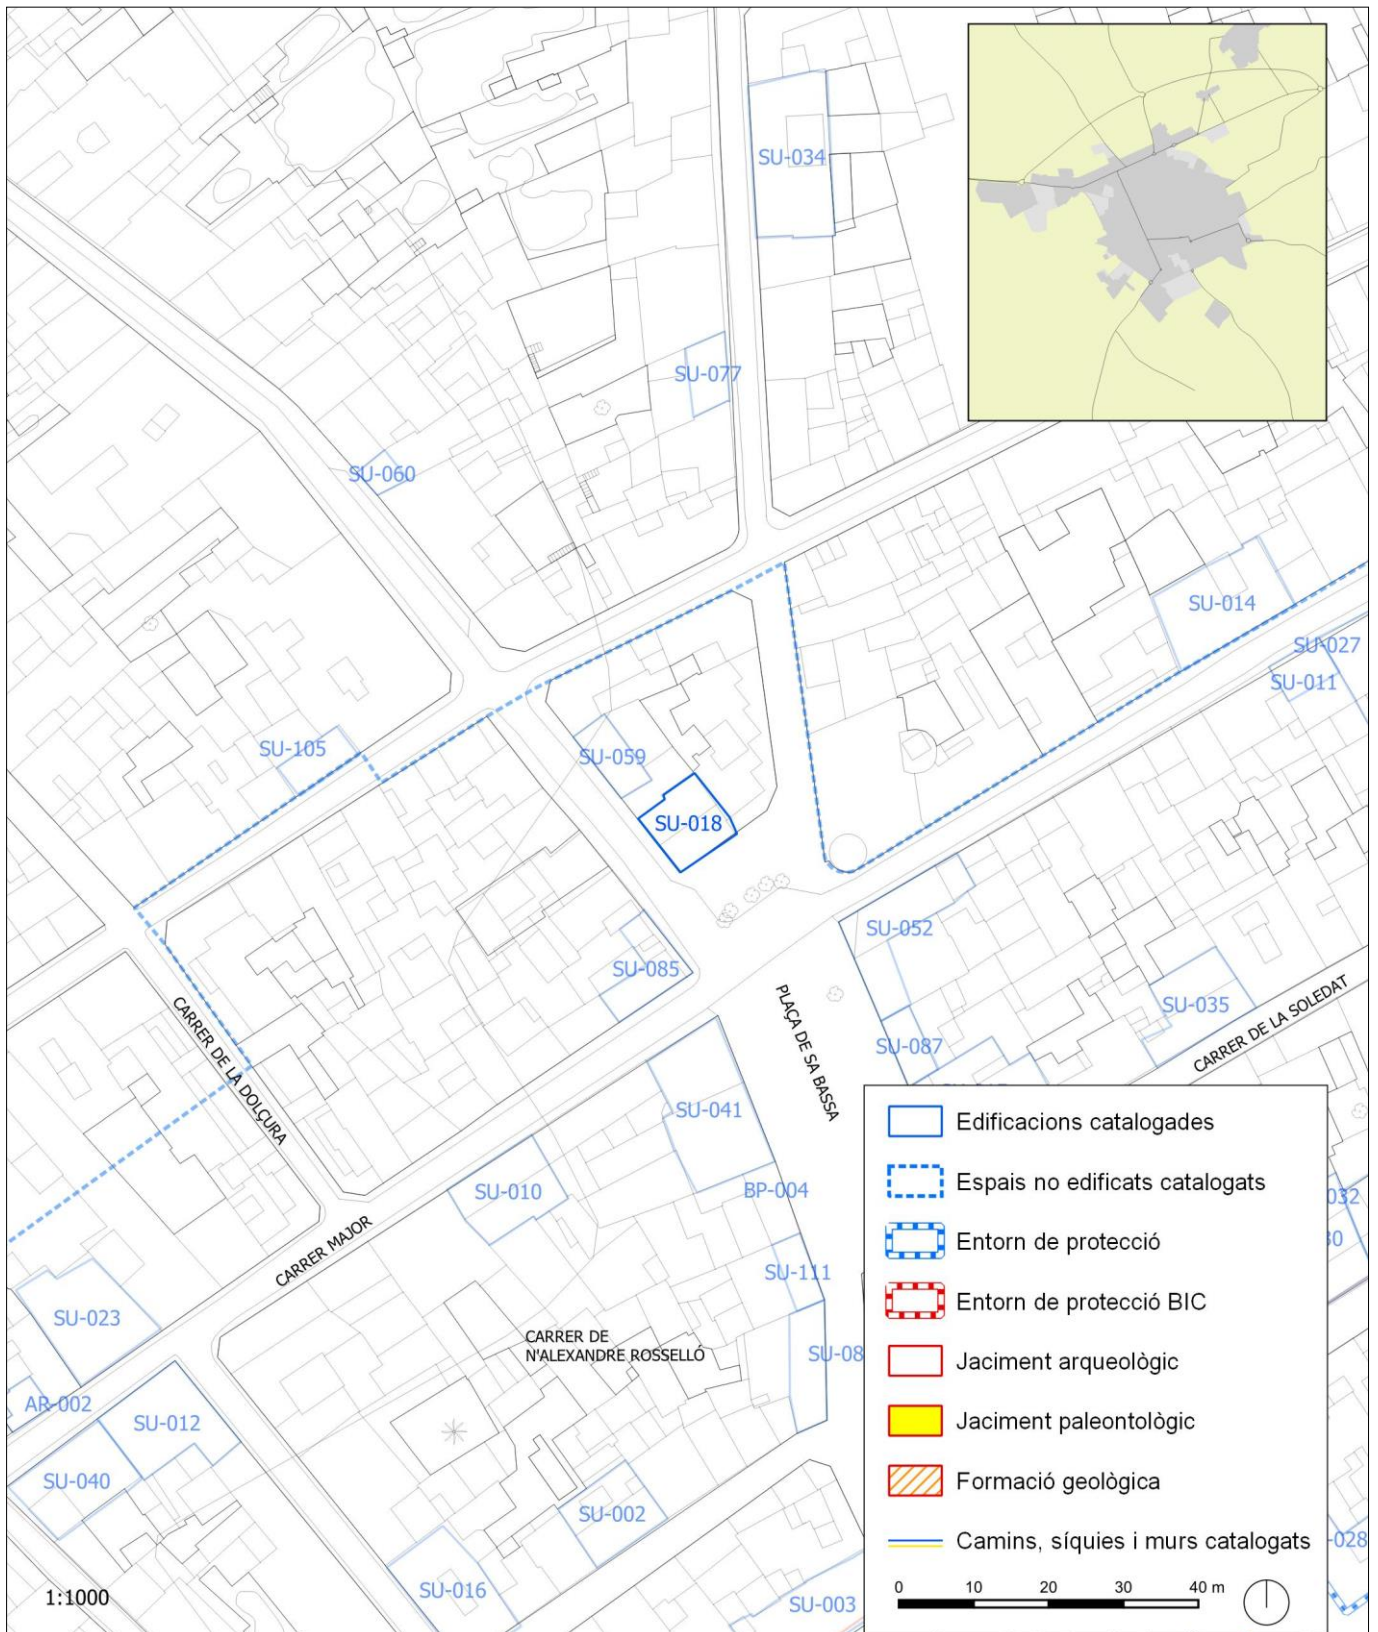 SU-034
SU-077
SU-060
SU-014
SU-027
SU-011
SU-105
SU-059
SU-018
SU-052
SU-085
SU-035
CARRER DE LA SOLEDAT
PLAÇA DE SA BASSA
SU-087
CARRER DE LA DOLÇURA
SU-041
SU-010
BP-004
CARRER MAJOR
SU-111
SU-023
CARRER DE
N'ALEXANDRE ROSSELLÓ
SU-08
AR-002
SU-012
SU-040
SU-002
SU-016
SU-003
1:1000
Edificacions catalogades
Espais no edificats catalogats
Entorn de protecció
Entorn de protecció BIC
Jaciment arqueològic
Jaciment paleontològic
Formació geològica
Camins, síquies i murs catalogats
0 10 20 30 40 m
032
30
-028